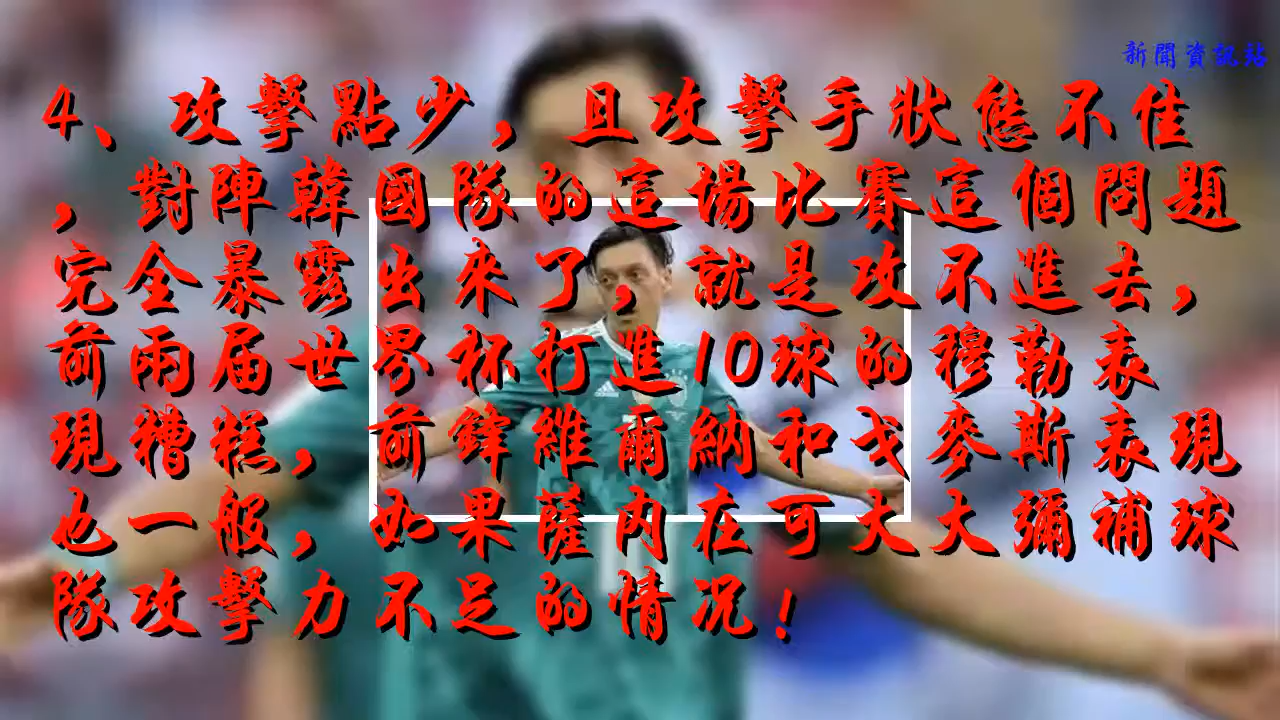 新聞資訊站
4、攻擊點少，且攻擊手狀態不佳
，對陣韓國隊的這場比賽這個問題
完全暴露出來了，就是攻不進去，
前兩届世界杯打進10球的穆勒表
現糟糕，前鋒維爾納和戈麥斯表現
也一般，如果薩內在可大大彌補球
隊攻擊力不足的情况！